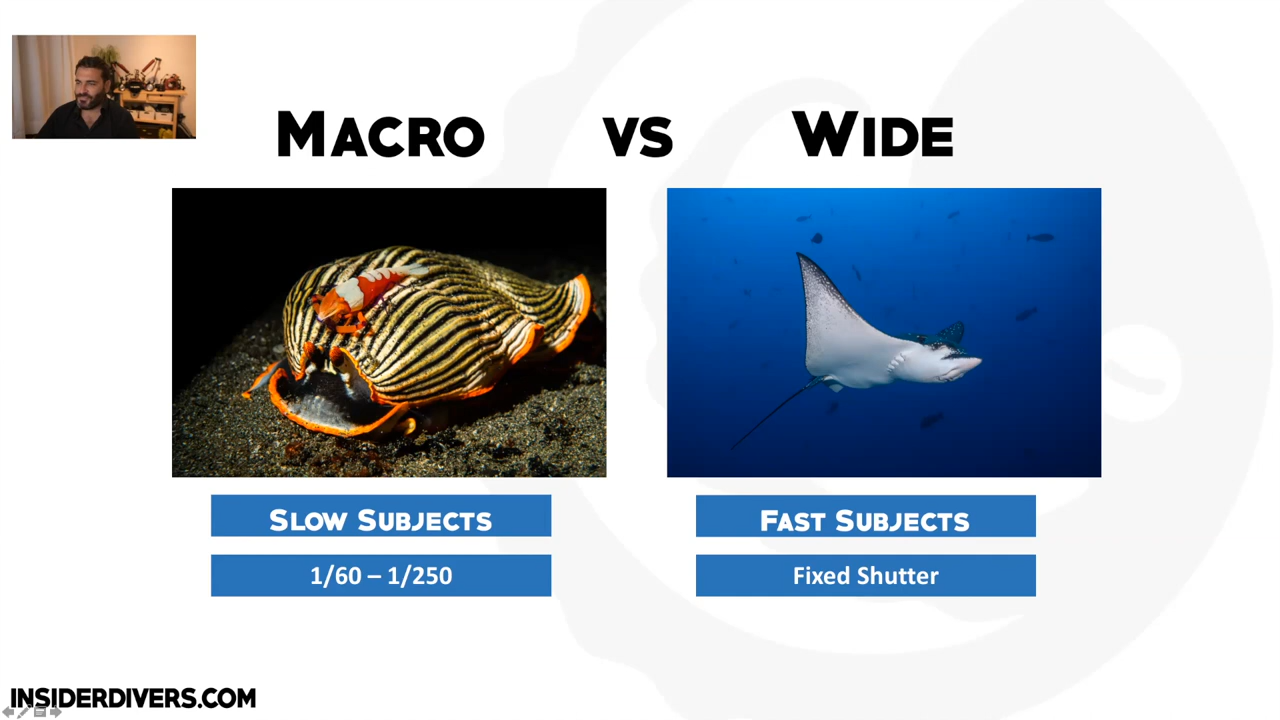 MACRO VS WIDE
SLOW SUBJECTS
FAST SUBJECTS
1/60 – 1/250
Fixed Shutter
INSIDERDIVERS.COM